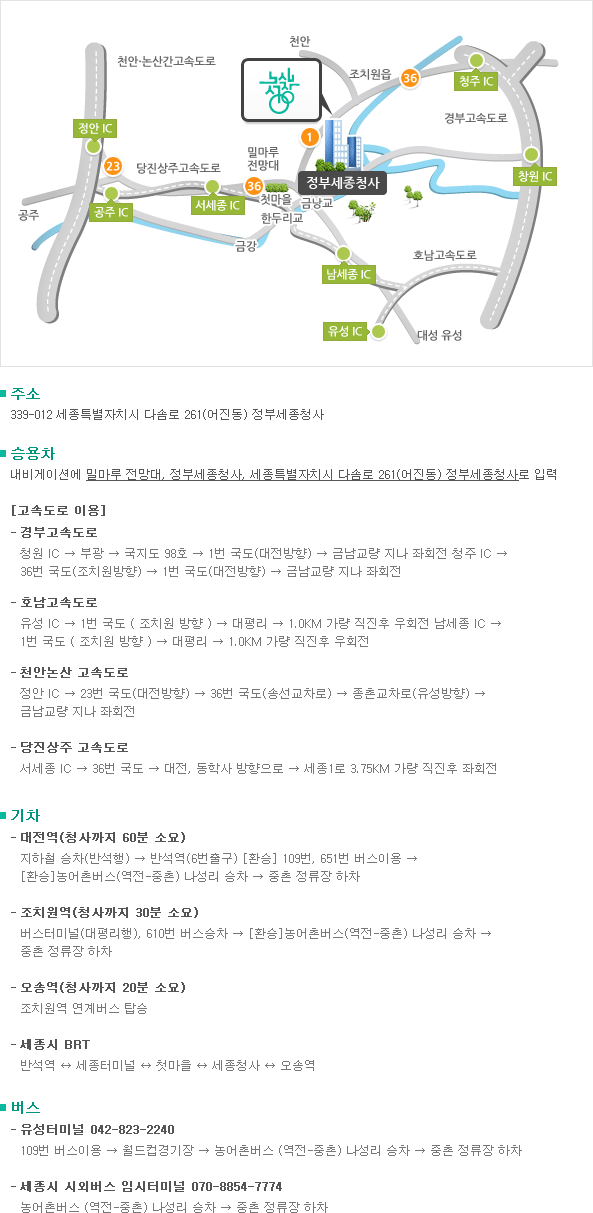 천안
천안·논산간고속도로
조치원읍
36
청주 IC
녹색
세상
경부고속도로
정안 IC
1
23
당진상주고속도로
밀마루
전망대
36
창원 IC
정부세종청사
공주
공주 IC
서세종 IC
첫마을
금남교
한두리교
금강
남세종 IC
호남고속도로
유성 IC
대성 유성
주소
339-012 세종특별자치시 다솜로 261(어진동) 정부세종청사
승용차
내비게이션에 밀마루 전망대, 정부세종청사, 세종특별자치시 다솜로 261(어진동) 정부세종청사로 입력
[고속도로 이용]
- 경부고속도로
청원 IC → 부광 → 국지도 98호 → 1번 국도(대전방향) → 금남교량 지나 좌회전 청주 IC →
36번 국도(조치원방향) → 1번 국도(대전방향) → 금남교량 지나 좌회전
- 호남고속도로
유성 IC → 1번 국도 ( 조치원 방향 ) → 대평리 → 1.0KM 가량 직진후 우회전 남세종 IC →
1번 국도 ( 조치원 방향 ) → 대평리 → 1.0KM 가량 직진후 우회전
- 천안논산 고속도로
정안 IC → 23번 국도(대전방향) → 36번 국도(송선교차로) → 종촌교차로(유성방향) →
금남교량 지나 좌회전
- 당진상주 고속도로
서세종 IC → 36번 국도 → 대전, 동학사 방향으로 → 세종1로 3.75KM 가량 직진후 좌회전
기차
- 대전역(청사까지 60분 소요)
지하철 승차(반석행) → 반석역(6번출구) [환승] 109번, 651번 버스이용 →
[환승]농어촌버스(역전-중촌) 나성리 승차 → 중촌 정류장 하차
- 조치원역(청사까지 30분 소요)
버스터미널(대평리행), 610번 버스승차 → [환승]농어촌버스(역전-중촌) 나성리 승차 →
중촌 정류장 하차
- 오송역(청사까지 20분 소요)
조치원역 연계버스 탑승
- 세종시 BRT
반석역 ↔ 세종터미널 ↔ 첫마을 ↔ 세종청사 ↔ 오송역
버스
- 유성터미널 042-823-2240
109번 버스이용 → 월드컵경기장 → 농어촌버스 (역전-중촌) 나성리 승차 → 중촌 정류장 하차
- 세종시 시외버스 임시터미널 070-8854-7774
농어촌버스 (역전-중촌) 나성리 승차 → 중촌 정류장 하차